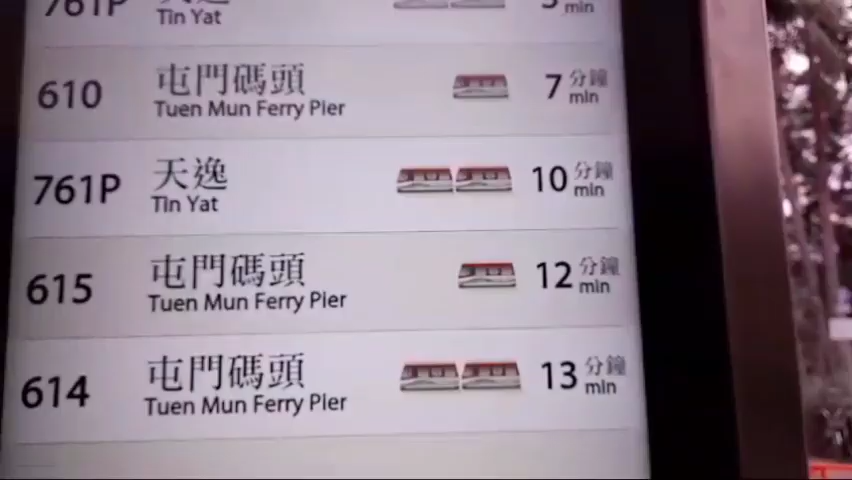 761P
Tin Yat
min
610 屯門碼頭 7 分鐘
Tuen Mun Ferry Pier min
761P 天逸 10 分鐘
Tin Yat min
615 屯門碼頭 12 分鐘
Tuen Mun Ferry Pier min
614 屯門碼頭 13 分鐘
Tuen Mun Ferry Pier min